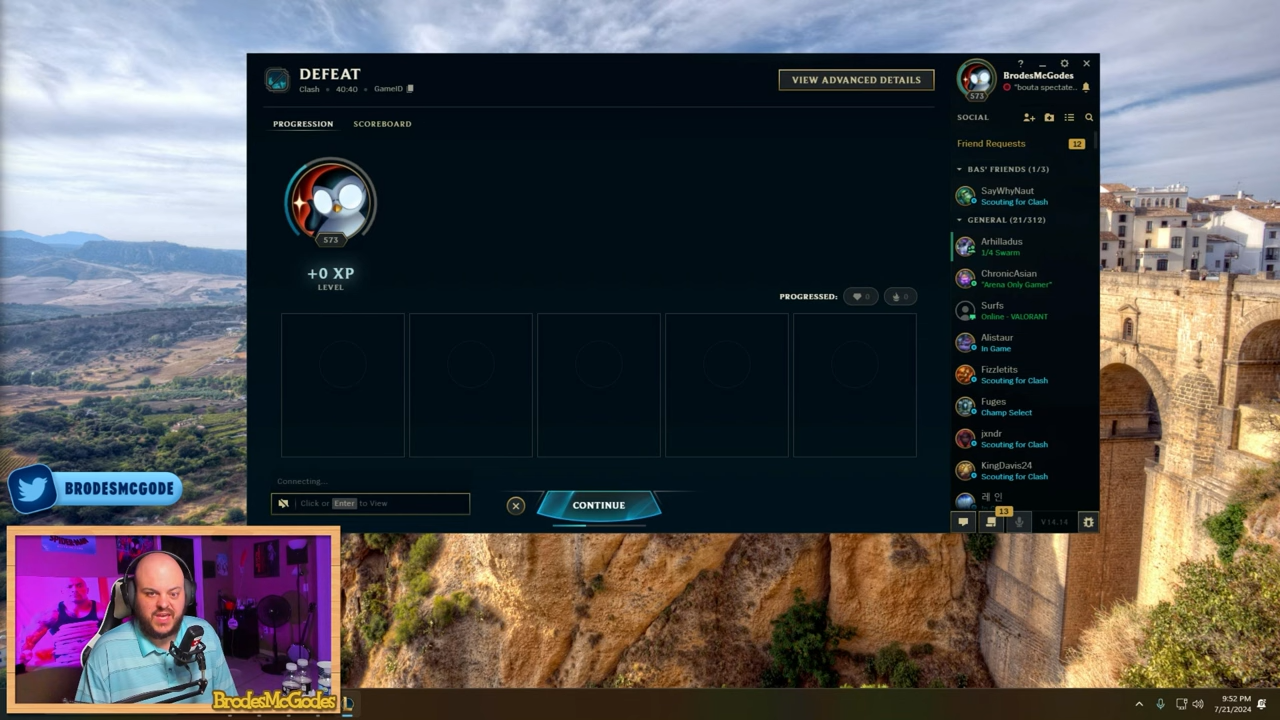 DEFEAT
Clash • 40:40 • GameID
VIEW ADVANCED DETAILS
PROGRESSION SCOREBOARD
573
+0 XP
LEVEL
PROGRESSED: 0 0
Connecting...
Click or Enter to View
CONTINUE
?
BrodesMcGodes
"bouta spectate..
573
SOCIAL
Friend Requests 12
BAS' FRIENDS (1/3)
SayWhyNaut
Scouting for Clash
GENERAL (21/312)
Arhilladus
1/4 Swarm
ChronicAsian
"Arena Only Gamer"
Surfs
Online - VALORANT
Alistaur
In Game
Fizzletits
Scouting for Clash
Fuges
Champ Select
jxndr
Scouting for Clash
KingDavis24
Scouting for Clash
레 인
13
V14.14
BRODESMCGODE
BrodesMcGodes
9:52 PM
7/21/2024